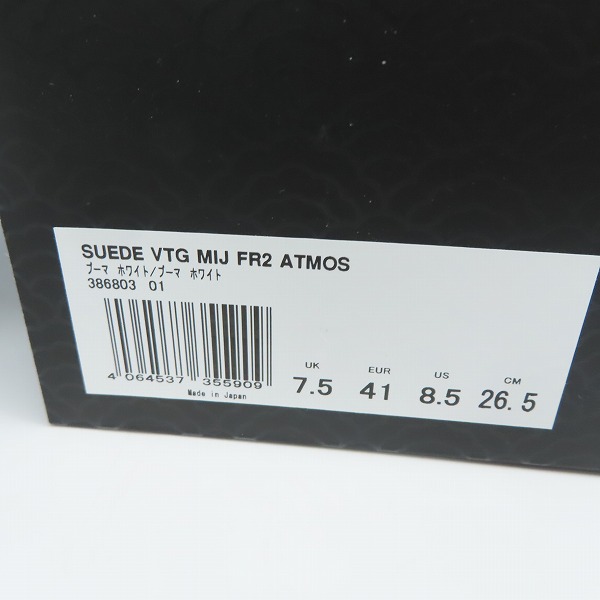 SUEDE VTG MIJ FR2 ATMOS
プーマ ホワイト/プーマ ホワイト
386803 01
4 064537 355909
Made in Japan
UK EUR US CM
7.5 41 8.5 26.5